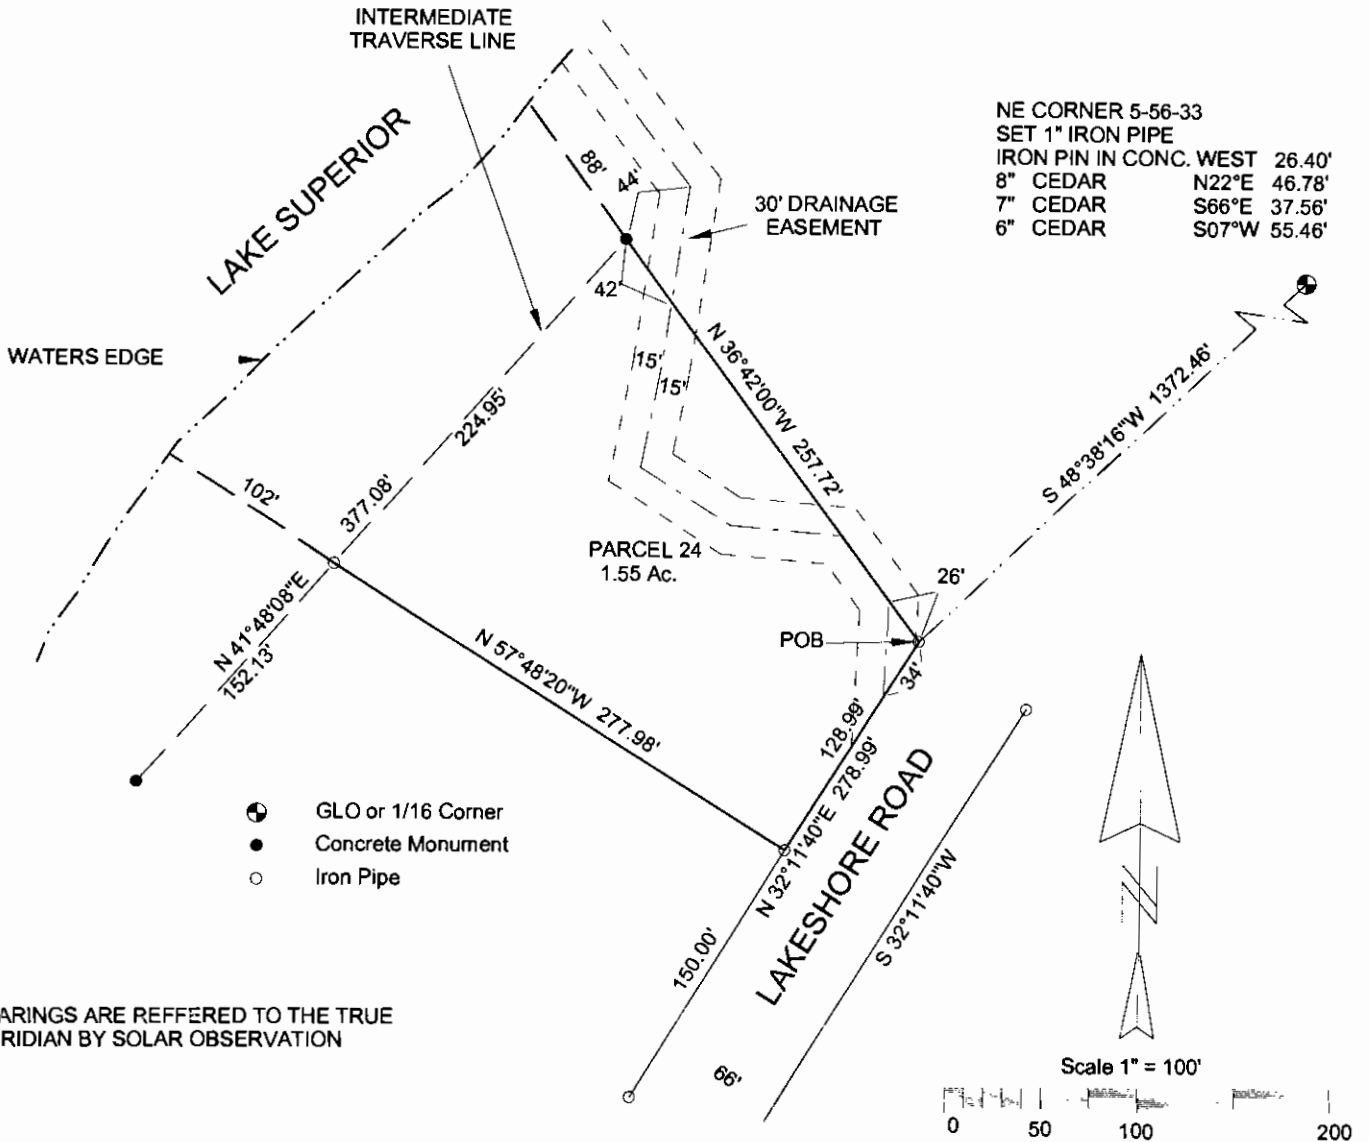 INTERMEDIATE
TRAVERSE LINE
LAKE SUPERIOR
NE CORNER 5-56-33
SET 1" IRON PIPE
IRON PIN IN CONC. WEST 26.40'
8" CEDAR N22°E 46.78'
7" CEDAR S66°E 37.56'
6" CEDAR S07°W 55.46'
88'
44'
30' DRAINAGE
EASEMENT
42'
WATERS EDGE
15'
15'
N 36°42'00"W 257.72'
S 48°38'16"W 1372.46'
224.95'
377.08'
102'
N 41°48'08"E
152.13'
PARCEL 24
1.55 Ac.
26'
POB
34'
N 57°48'20"W 277.98'
128.99'
N 32°11'40"E 278.99'
LAKESHORE ROAD
S 32°11'40"W
150.00'
66'
GLO or 1/16 Corner
Concrete Monument
Iron Pipe
N
ARINGS ARE REFFERED TO THE TRUE
RIDIAN BY SOLAR OBSERVATION
Scale 1" = 100'
0 50 100 200